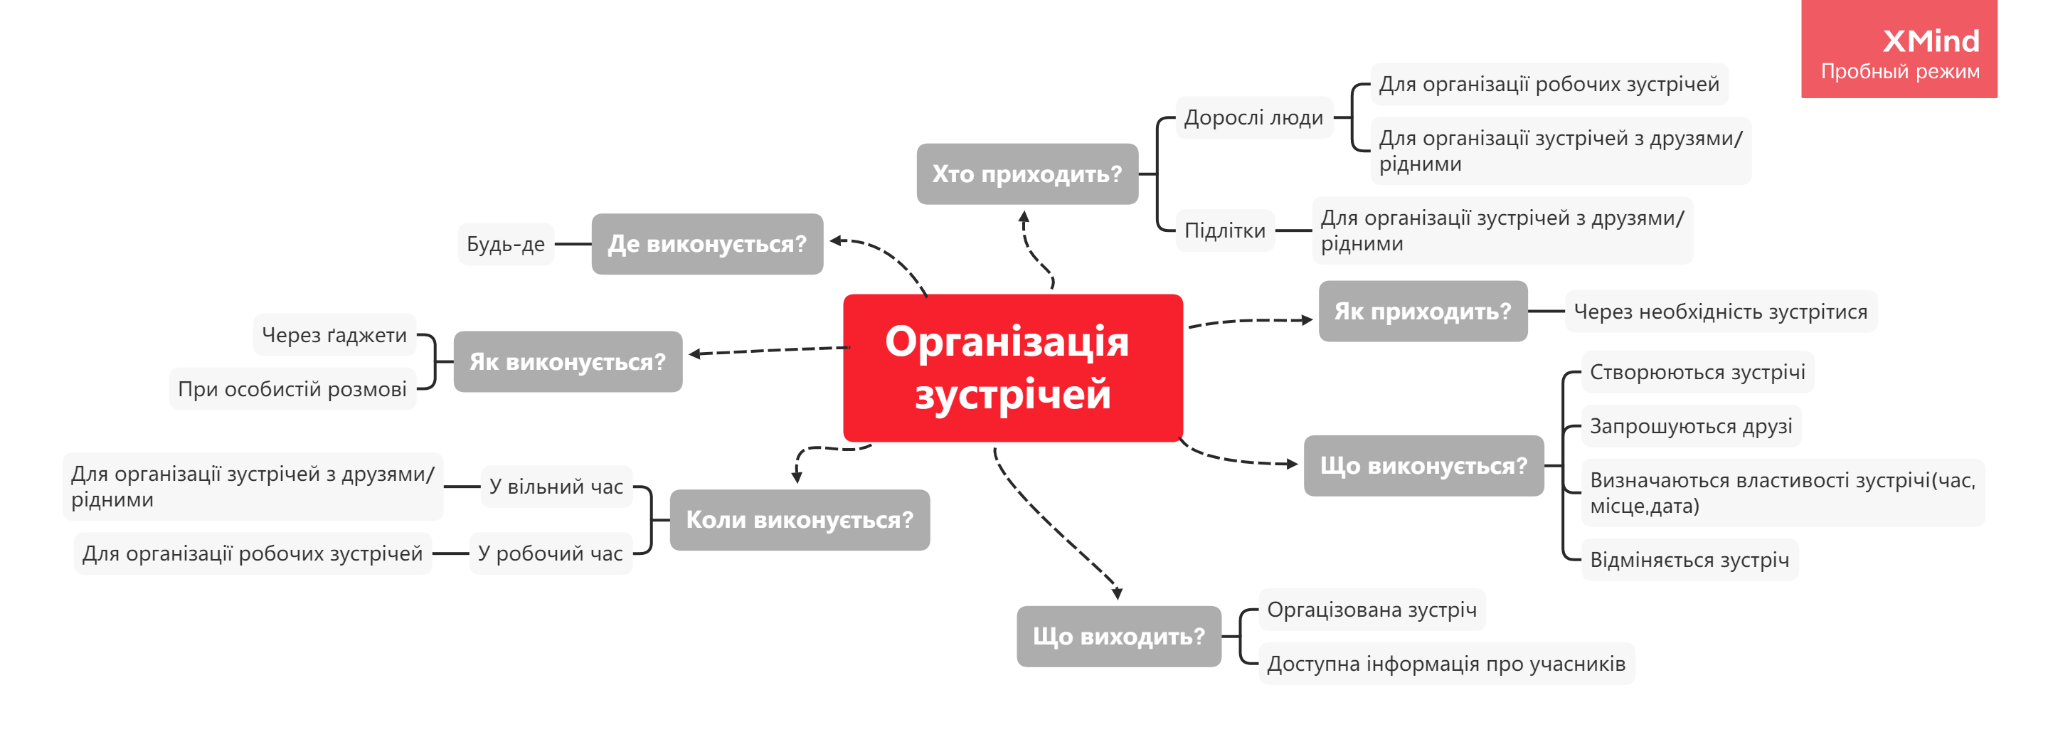 XMind
Пробный режим
Організація
зустрічей
Хто приходить?
Дорослі люди
Для організації робочих зустрічей
Для організації зустрічей з друзями/
рідними
Підлітки
Для організації зустрічей з друзями/
рідними
Як приходить?
Через необхідність зустрітися
Що виконується?
Створюються зустрічі
Запрошуються друзі
Визначаються властивості зустрічі(час,
місце,дата)
Відміняється зустріч
Що виходить?
Оргацізована зустріч
Доступна інформація про учасників
Коли виконується?
У вільний час
Для організації зустрічей з друзями/
рідними
У робочий час
Для організації робочих зустрічей
Як виконується?
Через ґаджети
При особистій розмові
Де виконується?
Будь-де